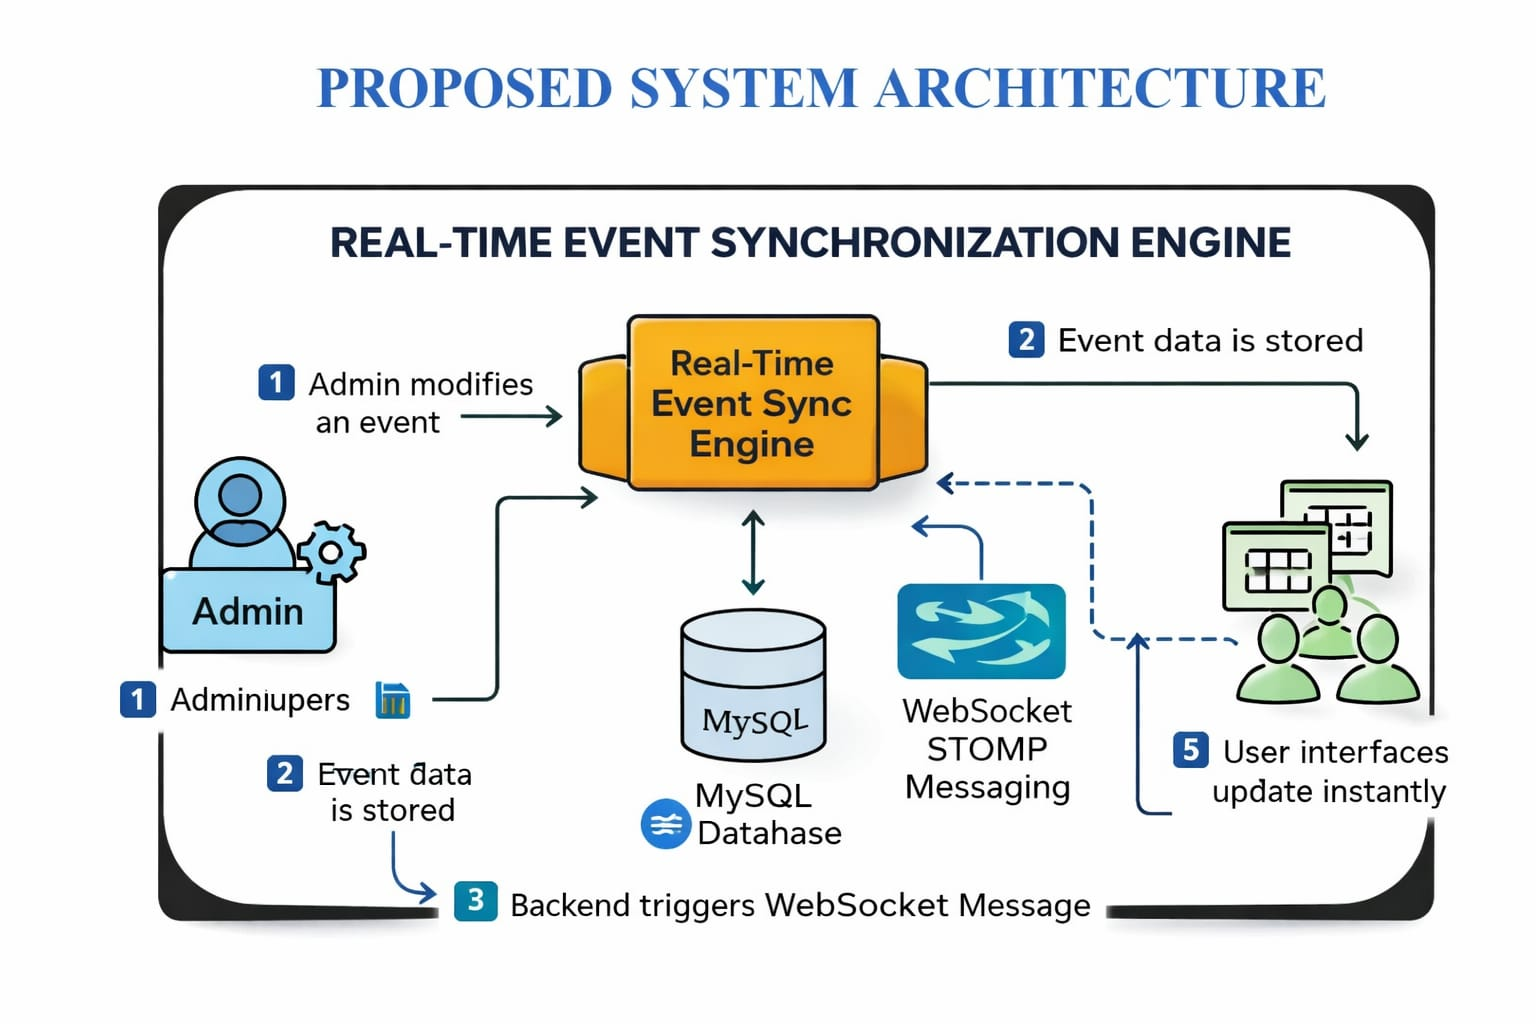 PROPOSED SYSTEM ARCHITECTURE
REAL-TIME EVENT SYNCHRONIZATION ENGINE
1 Admin modifies
an event
Real-Time
Event Sync
Engine
2 Event data is stored
Admin
1 Adminıupers
2 Event data
is stored
MySQL
MySQL
Datahase
WebSocket
STOMP
Messaging
5 User interfaces
update instantly
3 Backend triggers WebSocket Message